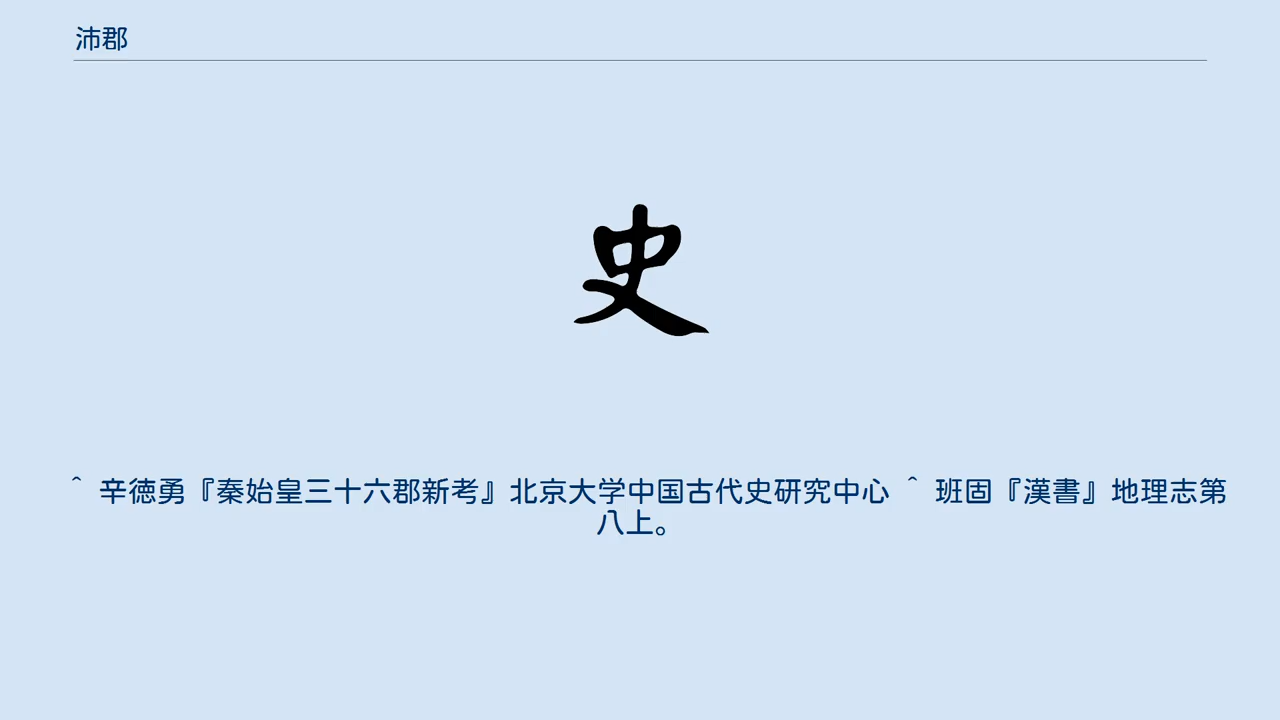 沛郡
史
^ 辛徳勇『秦始皇三十六郡新考』北京大学中国古代史研究中心 ^ 班固『漢書』地理志第
八上。